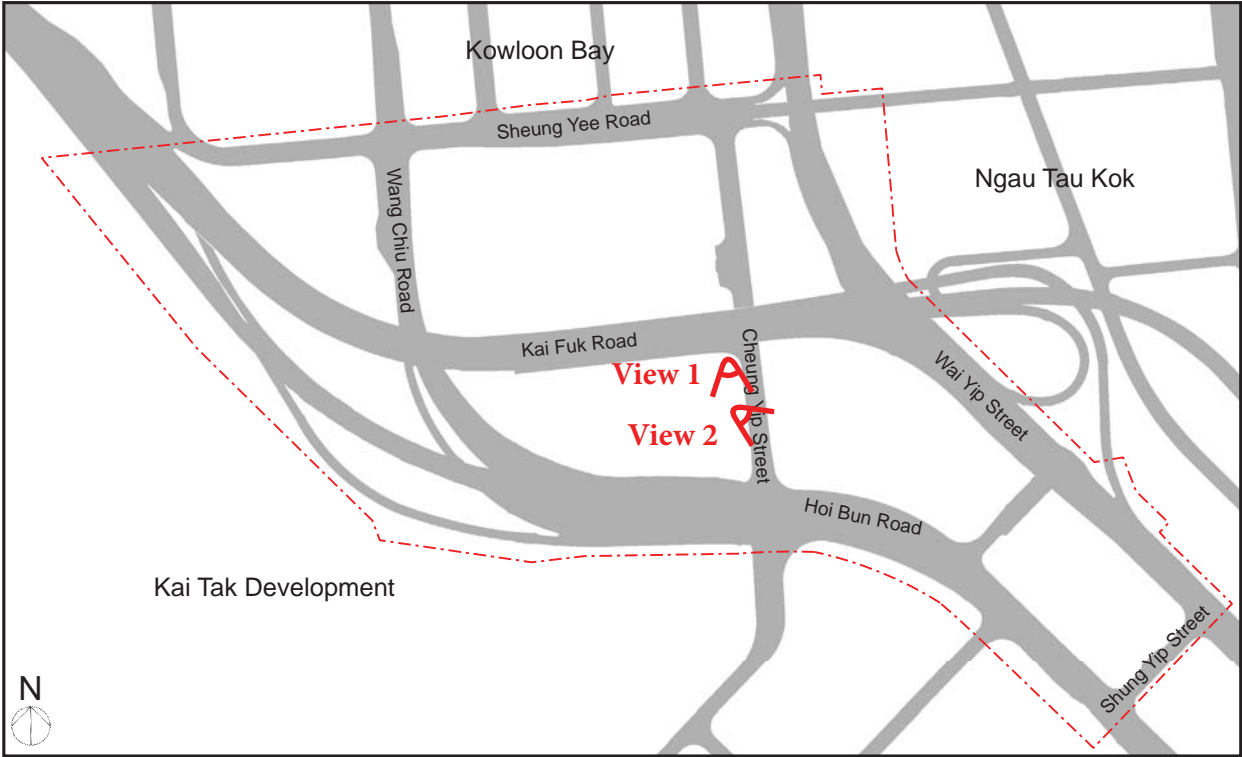 Kowloon Bay
Sheung Yee Road
Ngau Tau Kok
Wang Chiu Road
Kai Fuk Road
Cheung Yip Street
View 1
Wai Yip Street
View 2
Hoi Bun Road
Kai Tak Development
Shung Yip Street
N